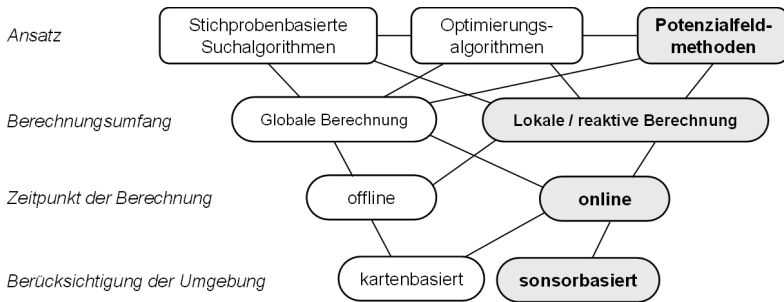 Ansatz
Stichprobenbasierte
Suchalgorithmen
Optimierungs-
algorithmen
Potenzialfeld-
methoden
Berechnungsumfang
Globale Berechnung
Lokale / reaktive Berechnung
Zeitpunkt der Berechnung
offline
online
Berücksichtigung der Umgebung
kartenbasiert
sonsorbasiert